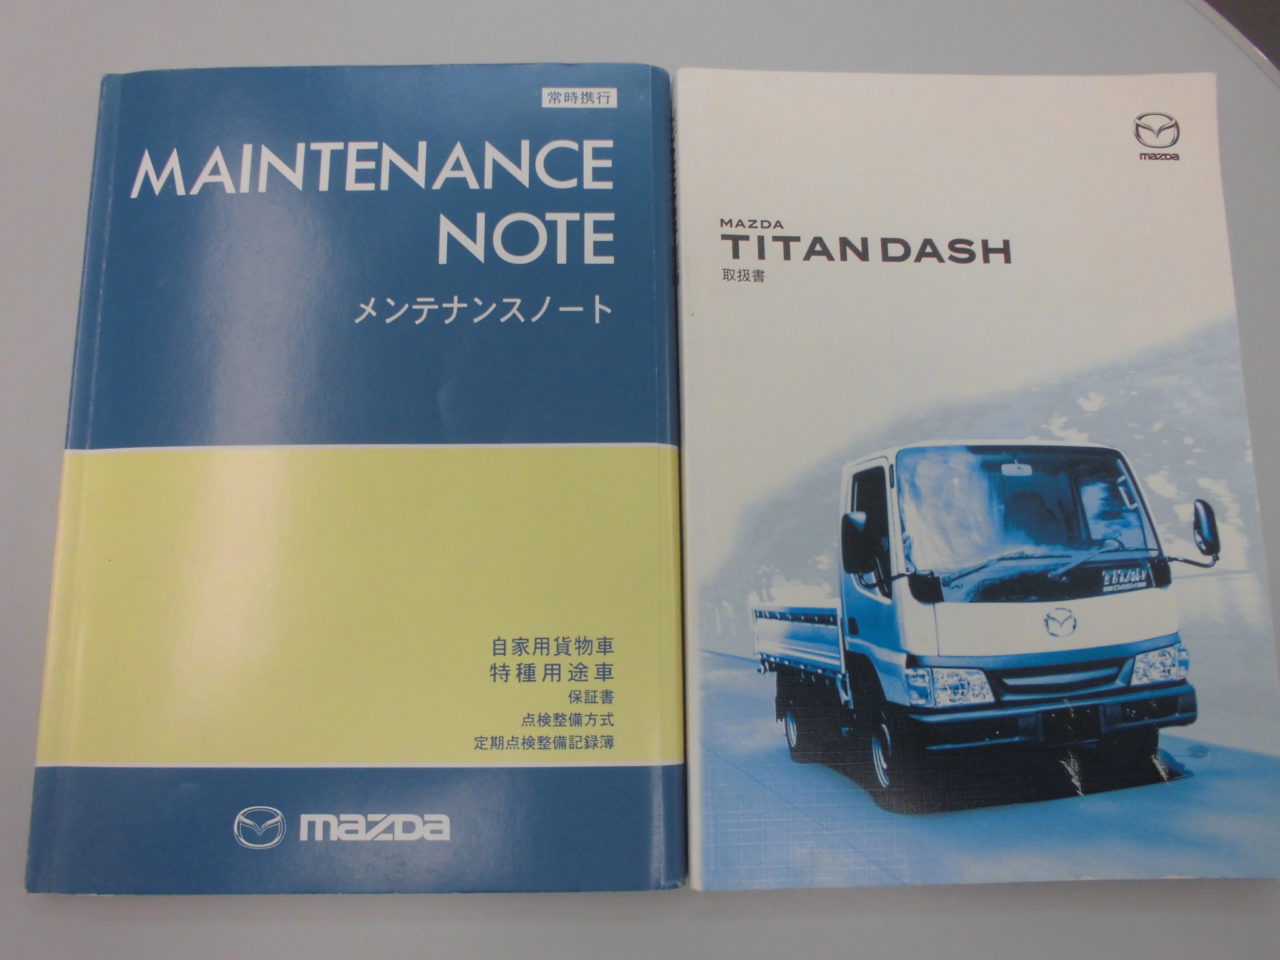 常時携行
MAINTENANCE
NOTE
メンテナンスノート
自家用貨物車
特種用途車
保証書
点検整備方式
定期点検整備記録簿
mazda
mazda
MAZDA
TITAN DASH
取扱書
TITAN
DASH